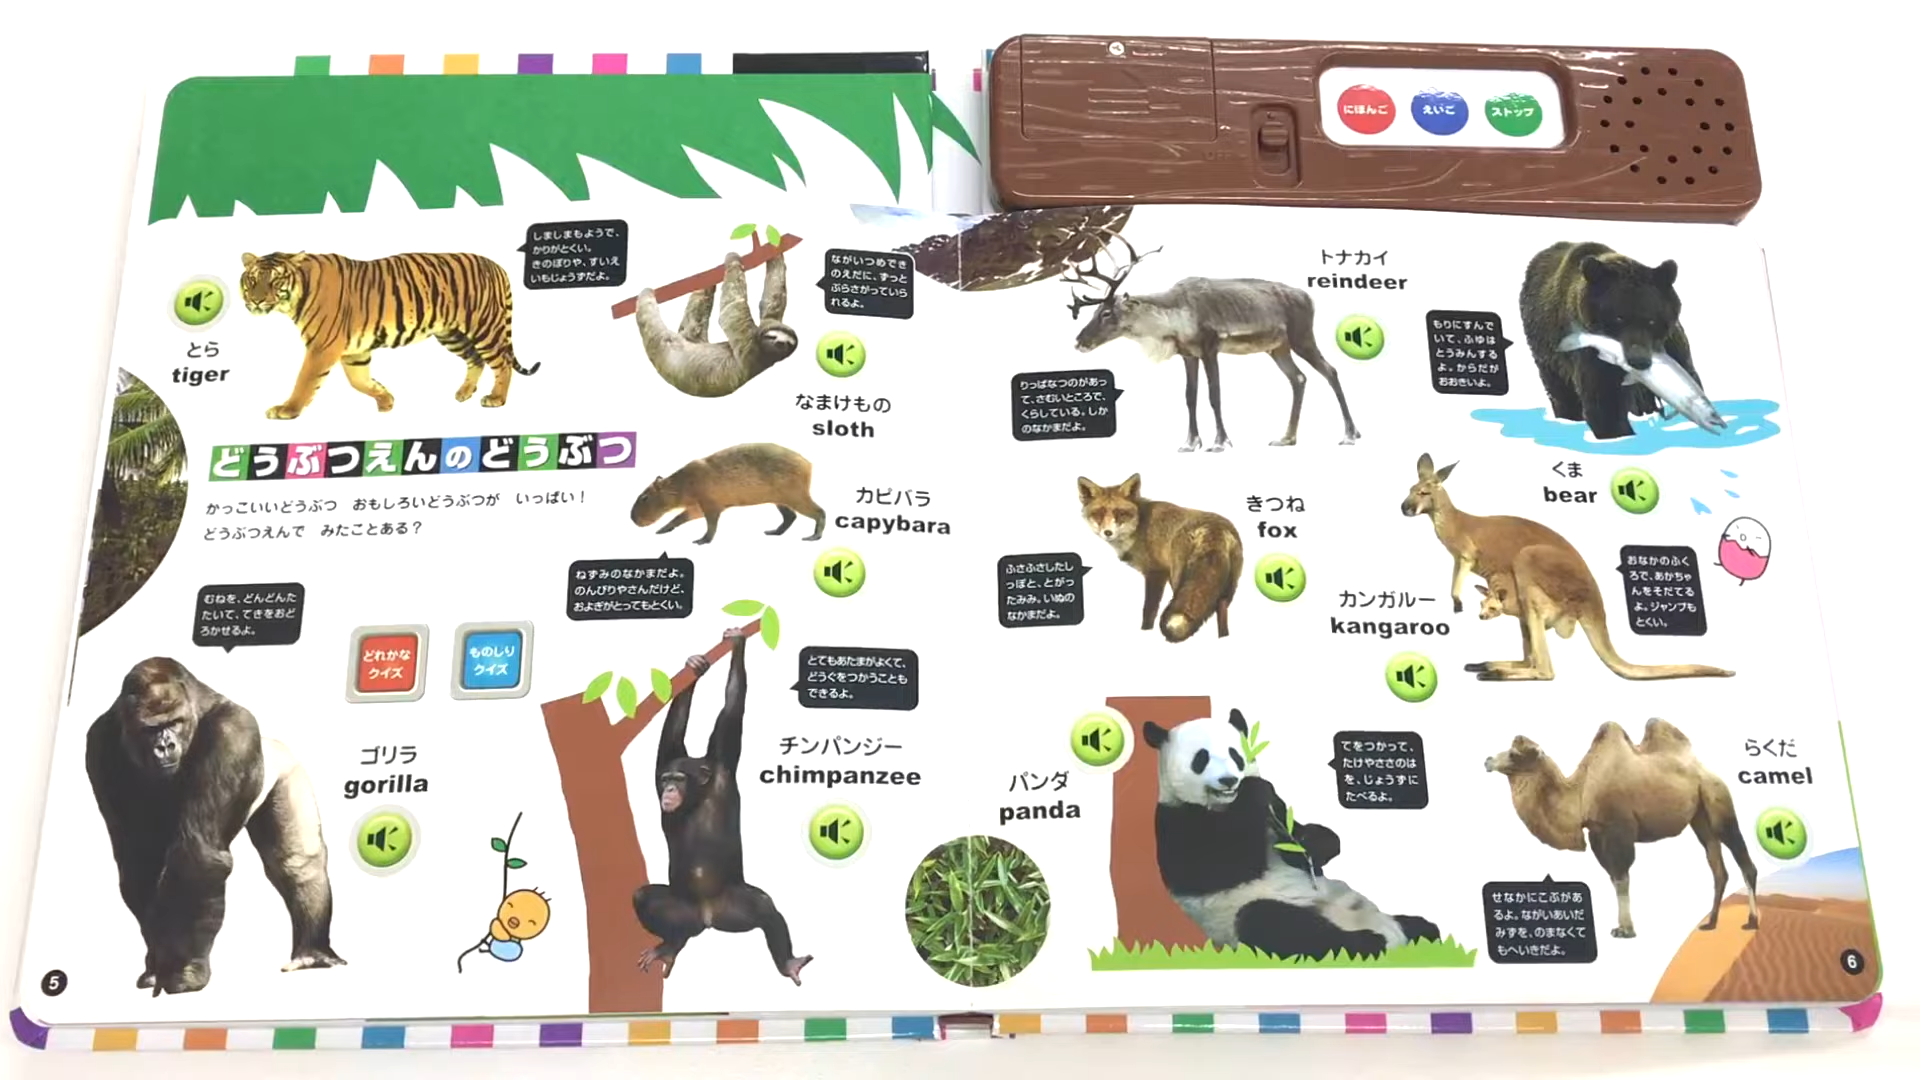 にほんご
えいご
ストップ
しましまもようで、
かりがとくい。
きのぼりや、すいえ
いもじょうずだよ。
とら
tiger
ながいつめでき
のえだに、ずっと
ぶらさがっていら
れるよ。
なまけもの
sloth
どうぶつえんのどうぶつ
かっこいいどうぶつ おもしろいどうぶつが いっぱい！
どうぶつえんで みたことある？
カピバラ
capybara
ねずみのなかまだよ。
のんびりやさんだけど、
およぎがとってもとくい。
むねを、どんどんた
たいて、てきをおど
ろかせるよ。
どれかな
クイズ
ものしり
クイズ
ゴリラ
gorilla
とてもあたまがよくて、
どうぐをつかうことも
できるよ。
チンパンジー
chimpanzee
5
トナカイ
reindeer
りっぱなつのがあっ
て、さむいところで、
くらしている。しか
のなかまだよ。
もりにすんで
いて、ふゆは
とうみんする
よ。からだが
おおきいよ。
くま
bear
きつね
fox
ふさふさしたし
っぽと、とがっ
たみみ。いぬの
なかまだよ。
カンガルー
kangaroo
おなかのふく
ろで、あかちゃ
んをそだてる
よ。ジャンプも
とくい。
パンダ
panda
てをつかって、
たけやささのは
を、じょうずに
たべるよ。
らくだ
camel
せなかにこぶがあ
るよ。ながいあいだ
みずを、のまなくて
もへいきだよ。
6